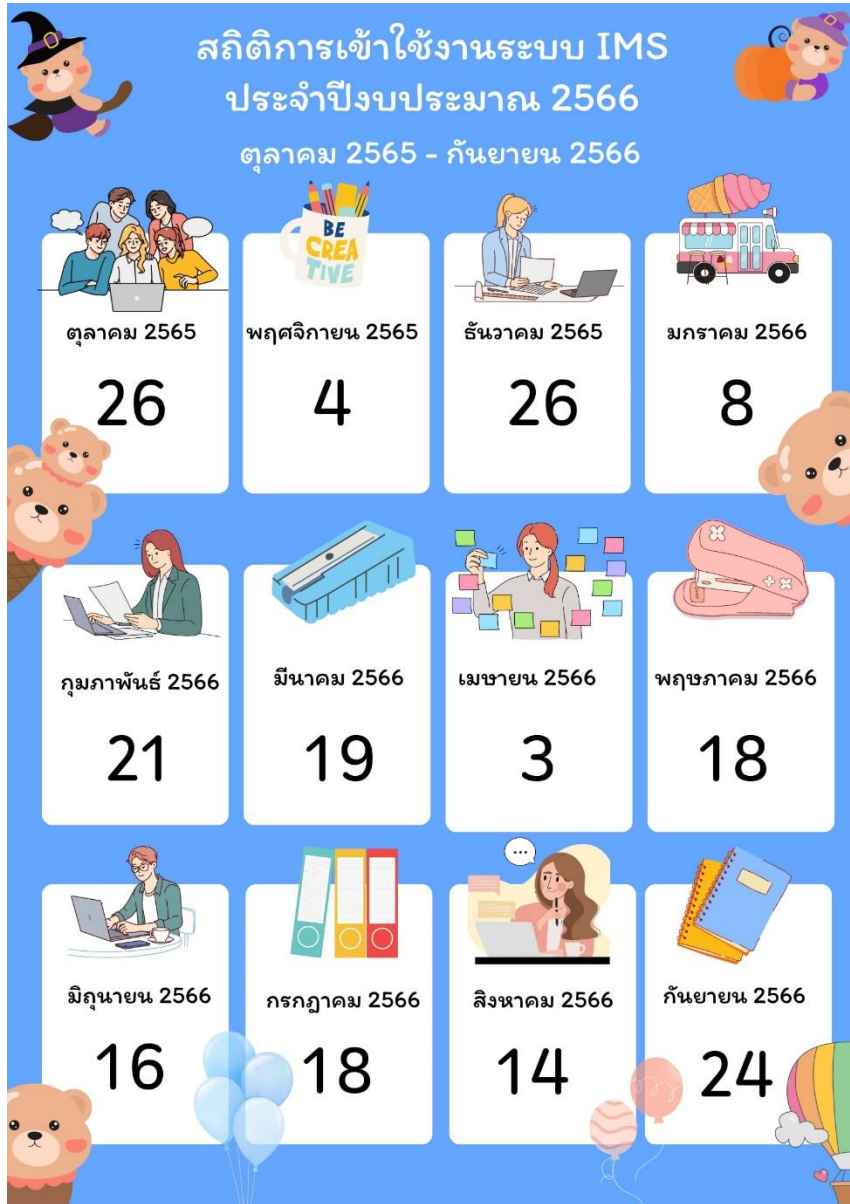 สถิติการเข้าใช้งานระบบ IMS
ประจำปีงบประมาณ 2566
ตุลาคม 2565 - กันยายน 2566
BE
CREA
TIVE
ตุลาคม 2565
26
พฤศจิกายน 2565
4
ธันวาคม 2565
26
มกราคม 2566
8
กุมภาพันธ์ 2566
21
มีนาคม 2566
19
เมษายน 2566
3
พฤษภาคม 2566
18
มิถุนายน 2566
16
กรกฎาคม 2566
18
สิงหาคม 2566
14
กันยายน 2566
24